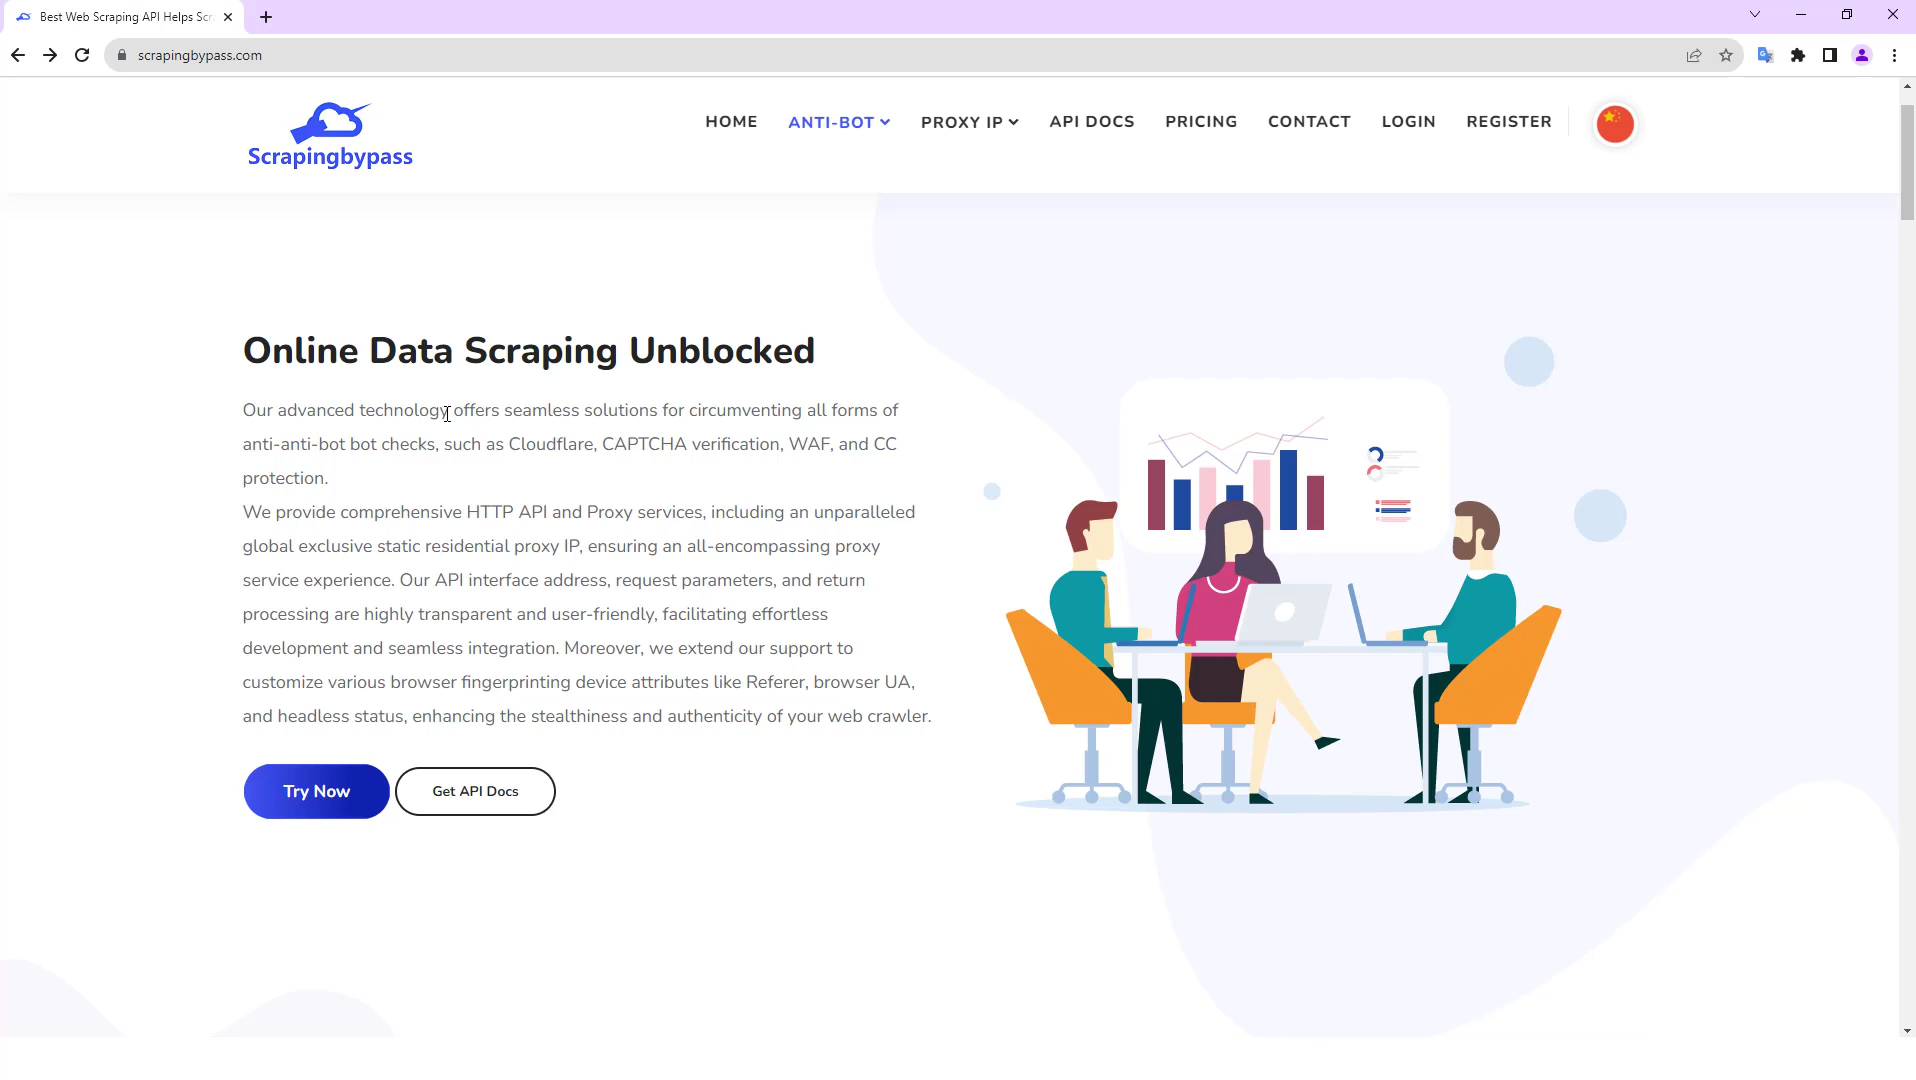 Best Web Scraping API Helps Scr
scrapingbypass.com
Scrapingbypass
HOME ANTI-BOT PROXY IP API DOCS PRICING CONTACT LOGIN REGISTER
Online Data Scraping Unblocked
Our advanced technology offers seamless solutions for circumventing all forms of
anti-anti-bot bot checks, such as Cloudflare, CAPTCHA verification, WAF, and CC
protection.
We provide comprehensive HTTP API and Proxy services, including an unparalleled
global exclusive static residential proxy IP, ensuring an all-encompassing proxy
service experience. Our API interface address, request parameters, and return
processing are highly transparent and user-friendly, facilitating effortless
development and seamless integration. Moreover, we extend our support to
customize various browser fingerprinting device attributes like Referer, browser UA,
and headless status, enhancing the stealthiness and authenticity of your web crawler.
Try Now Get API Docs